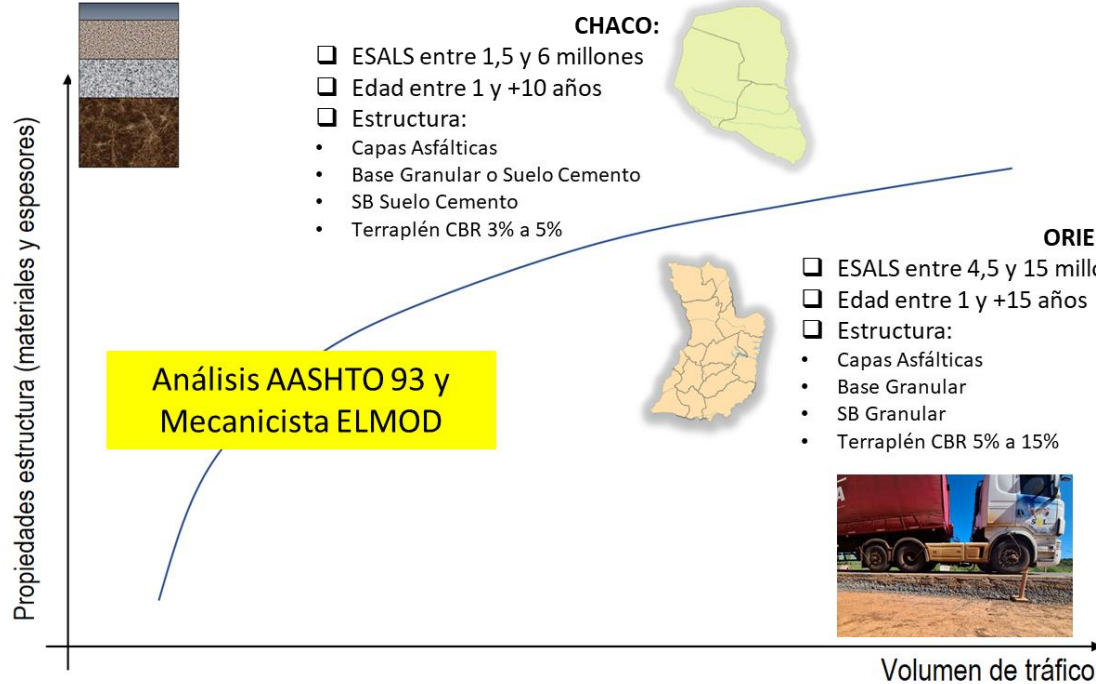 CHACO:
ESALS entre 1,5 y 6 millones
Edad entre 1 y +10 años
Estructura:
Capas Asfálticas
Base Granular o Suelo Cemento
SB Suelo Cemento
Terraplén CBR 3% a 5%
Propiedades estructura (materiales y espesores)
Análisis AASHTO 93 y
Mecanicista ELMOD
ORIE
ESALS entre 4,5 y 15 millo
Edad entre 1 y +15 años
Estructura:
Capas Asfálticas
Base Granular
SB Granular
Terraplén CBR 5% a 15%
Volumen de tráfico